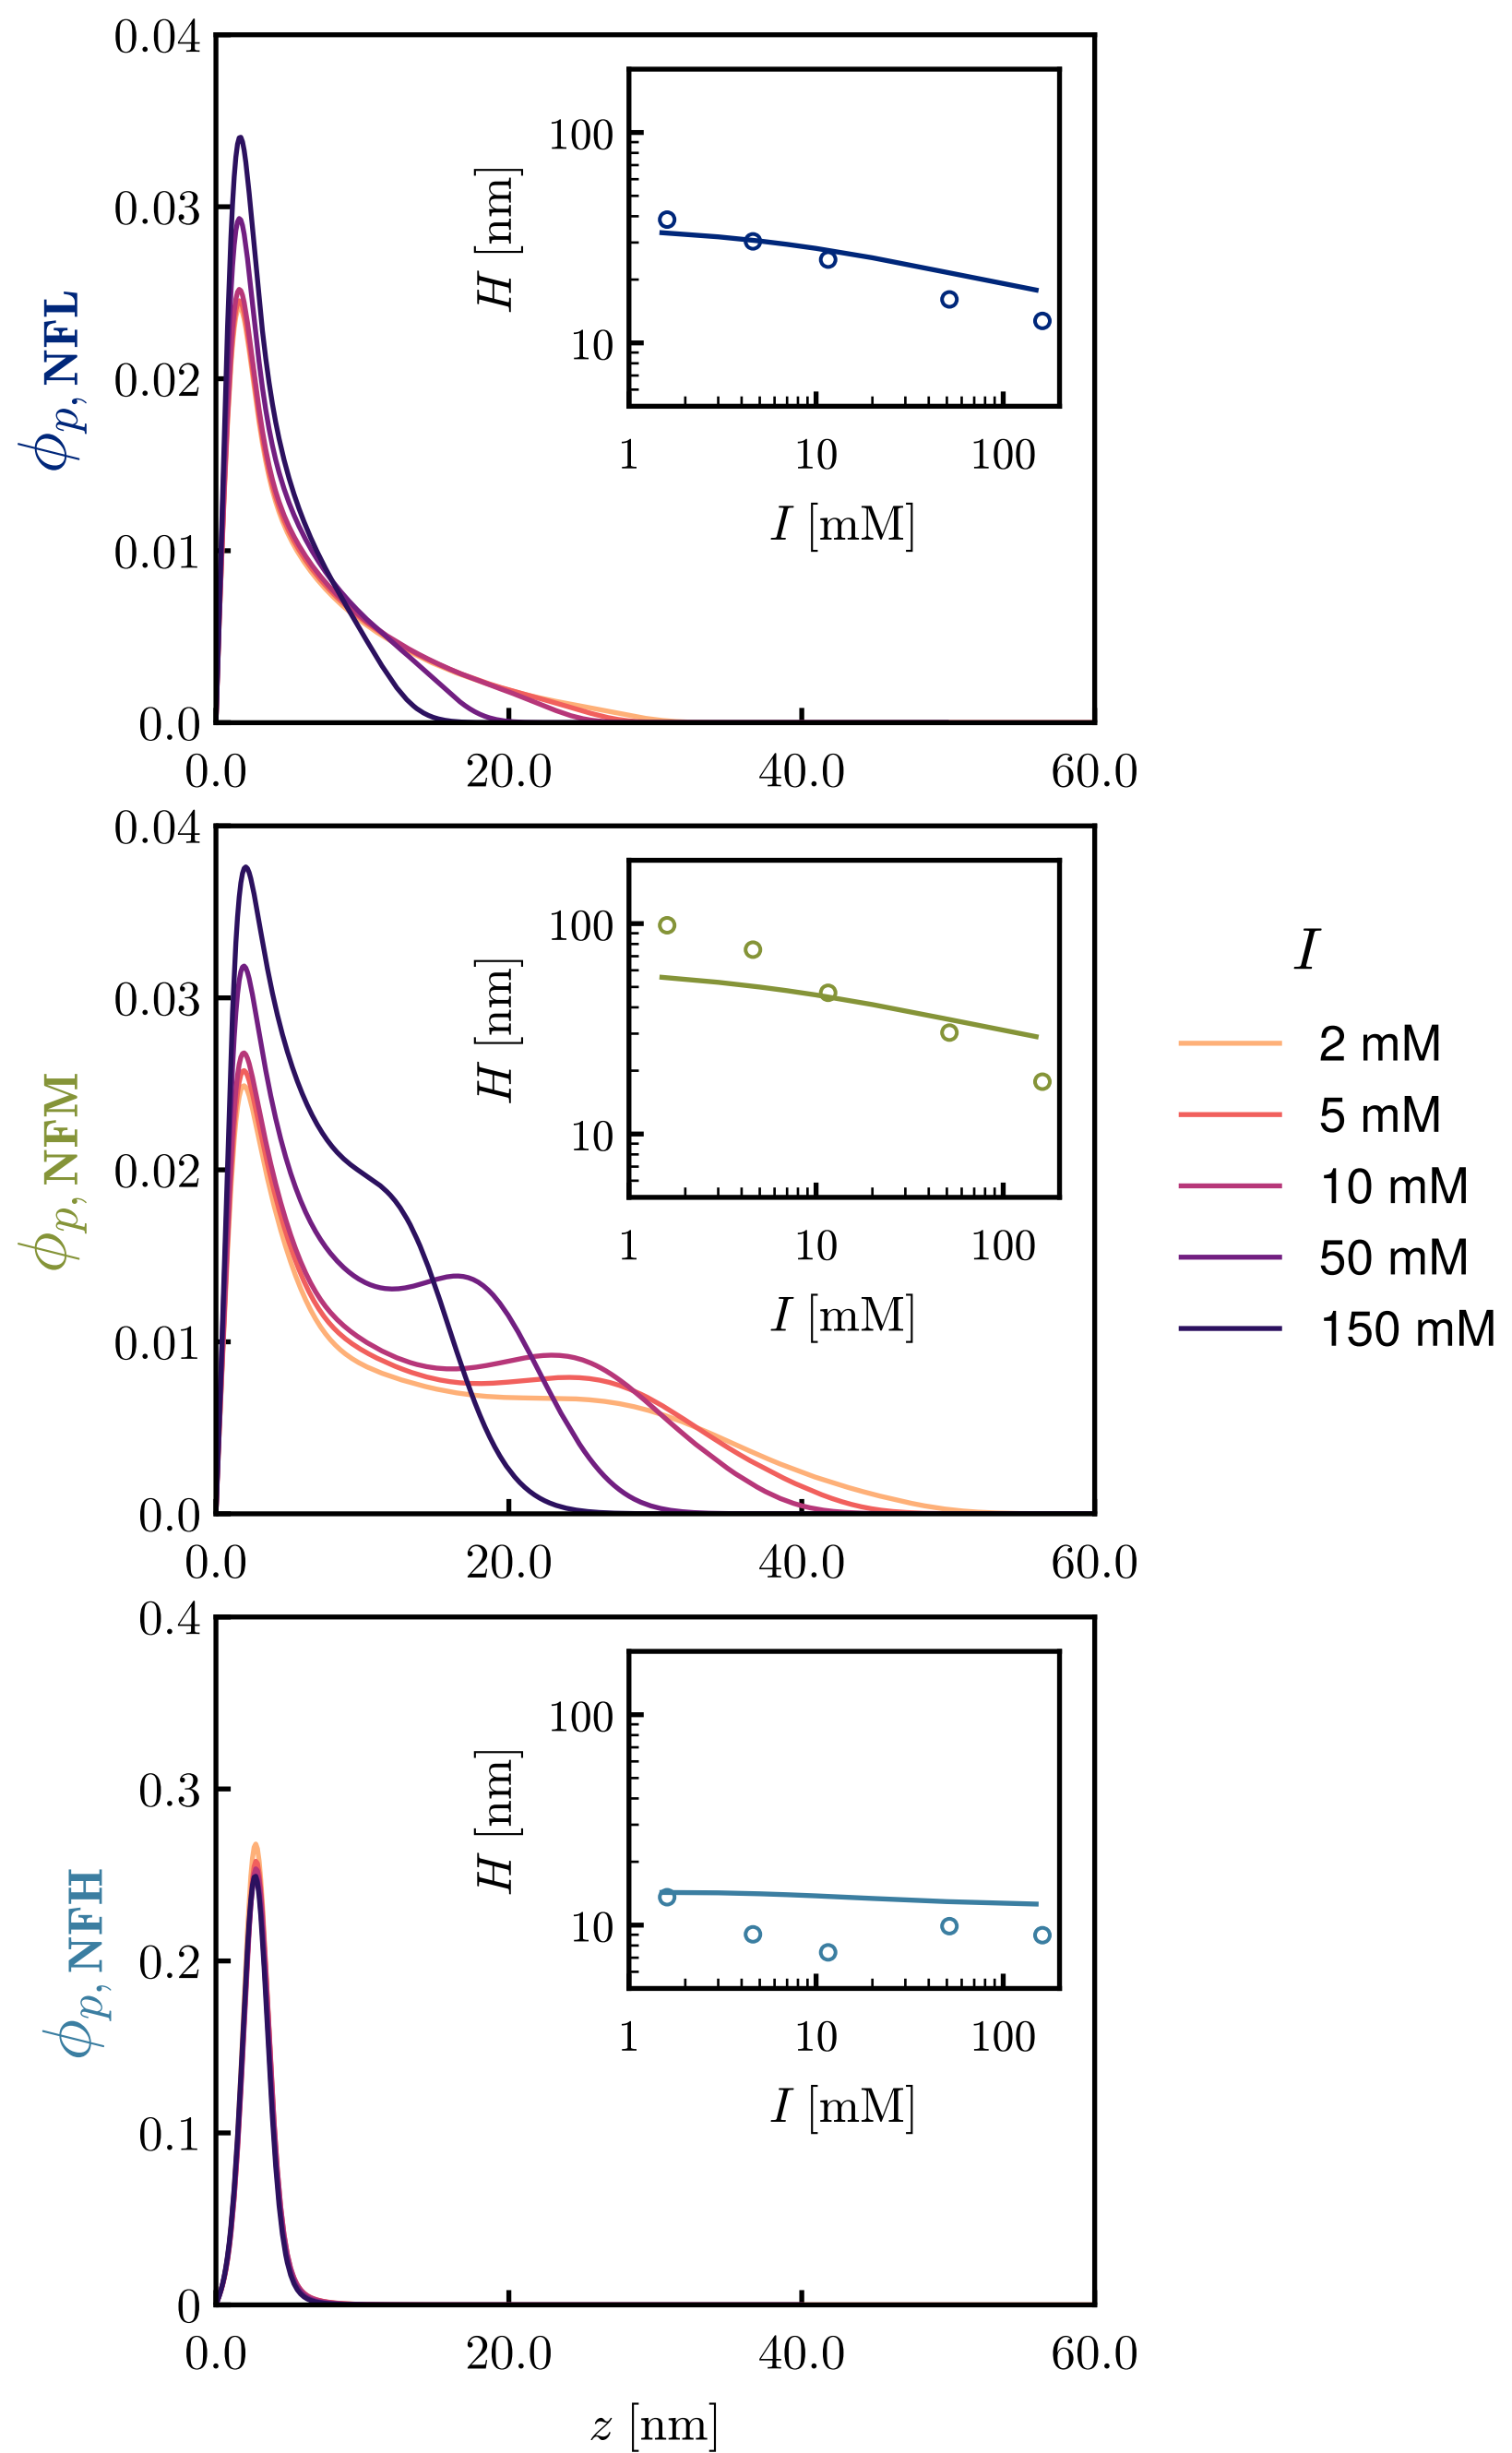 0.04
0.03
0.02
0.01
0.0
0.0 20.0 40.0 60.0
ϕp, NFL
H [nm]
100
10
1 10 100
I [mM]
0.04
0.03
0.02
0.01
0.0
0.0 20.0 40.0 60.0
ϕp, NFM
H [nm]
100
10
1 10 100
I [mM]
I
2 mM
5 mM
10 mM
50 mM
150 mM
0.4
0.3
0.2
0.1
0
0.0 20.0 40.0 60.0
ϕp, NFH
H [nm]
100
10
1 10 100
I [mM]
z [nm]